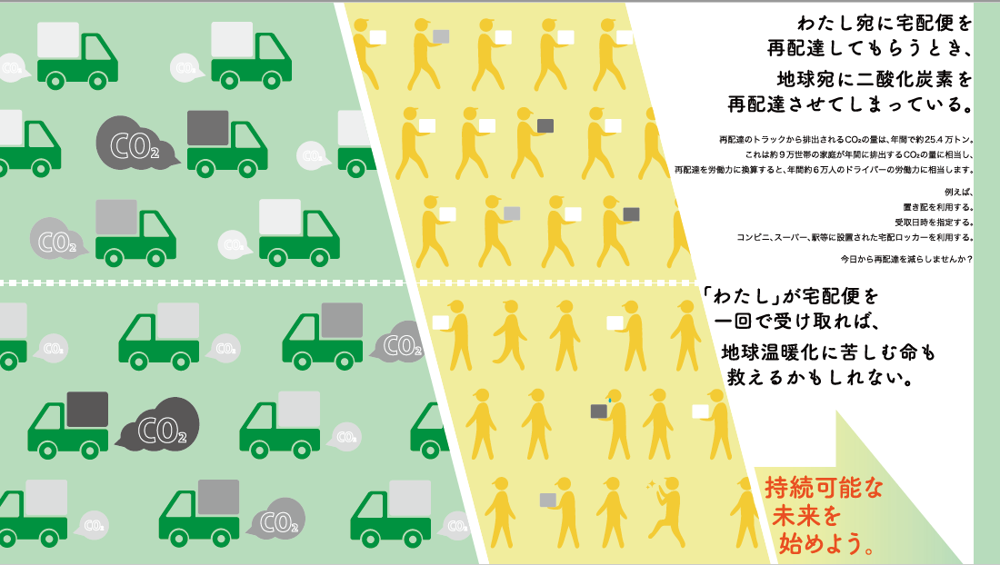 わたし宛に宅配便を
再配達してもらうとき、
地球宛に二酸化炭素を
再配達させてしまっている。
再配達のトラックから排出されるCO₂の量は、年間で約25.4万トン。
これは約9万世帯の家庭が年間に排出するCO₂の量に相当し、
再配達を労働力に換算すると、年間約6万人のドライバーの労働力に相当します。
例えば、
置き配を利用する。
受取日時を指定する。
コンビニ、スーパー、駅等に設置された宅配ロッカーを利用する。
今日から再配達を減らしませんか？
「わたし」が宅配便を
一回で受け取れば、
地球温暖化に苦しむ命も
救えるかもしれない。
持続可能な
未来を
始めよう。
CO₂
CO₂
CO₂
CO₂
CO₂
CO₂
CO₂
CO₂
CO₂
CO₂
CO₂
CO₂
CO₂
CO₂